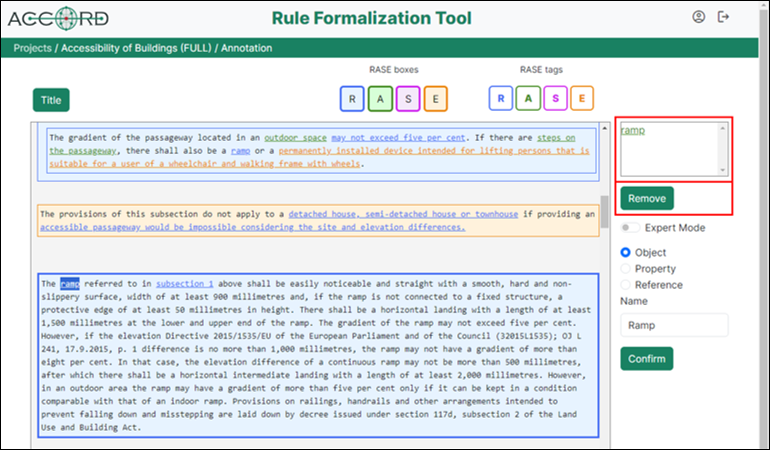 ACCORD
Rule Formalization Tool
Projects / Accessibility of Buildings (FULL) / Annotation
RASE boxes
RASE tags
Title
R A S E
R A S E
The gradient of the passageway located in an outdoor space may not exceed five per cent. If there are steps on
the passageway, there shall also be a ramp or a permanently installed device intended for lifting persons that is
suitable for a user of a wheelchair and walking frame with wheels.
The provisions of this subsection do not apply to a detached house, semi-detached house or townhouse if providing an
accessible passageway would be impossible considering the site and elevation differences.
The ramp referred to in subsection 1 above shall be easily noticeable and straight with a smooth, hard and non-
slippery surface, width of at least 900 millimetres and, if the ramp is not connected to a fixed structure, a
protective edge of at least 50 millimetres in height. There shall be a horizontal landing with a length of at least
1,500 millimetres at the lower and upper end of the ramp. The gradient of the ramp may not exceed five per cent.
However, if the elevation Directive 2015/1535/EU of the European Parliament and of the Council (32015L1535); OJ L
241, 17.9.2015, p. 1 difference is no more than 1,000 millimetres, the ramp may not have a gradient of more than
eight per cent. In that case, the elevation difference of a continuous ramp may not be more than 500 millimetres,
after which there shall be a horizontal intermediate landing with a length of at least 2,000 millimetres. However,
in an outdoor area the ramp may have a gradient of more than five per cent only if it can be kept in a condition
comparable with that of an indoor ramp. Provisions on railings, handrails and other arrangements intended to
prevent falling down and misstepping are laid down by decree issued under section 117d, subsection 2 of the Land
Use and Building Act.
ramp
Remove
Expert Mode
Object
Property
Reference
Name
Ramp
Confirm